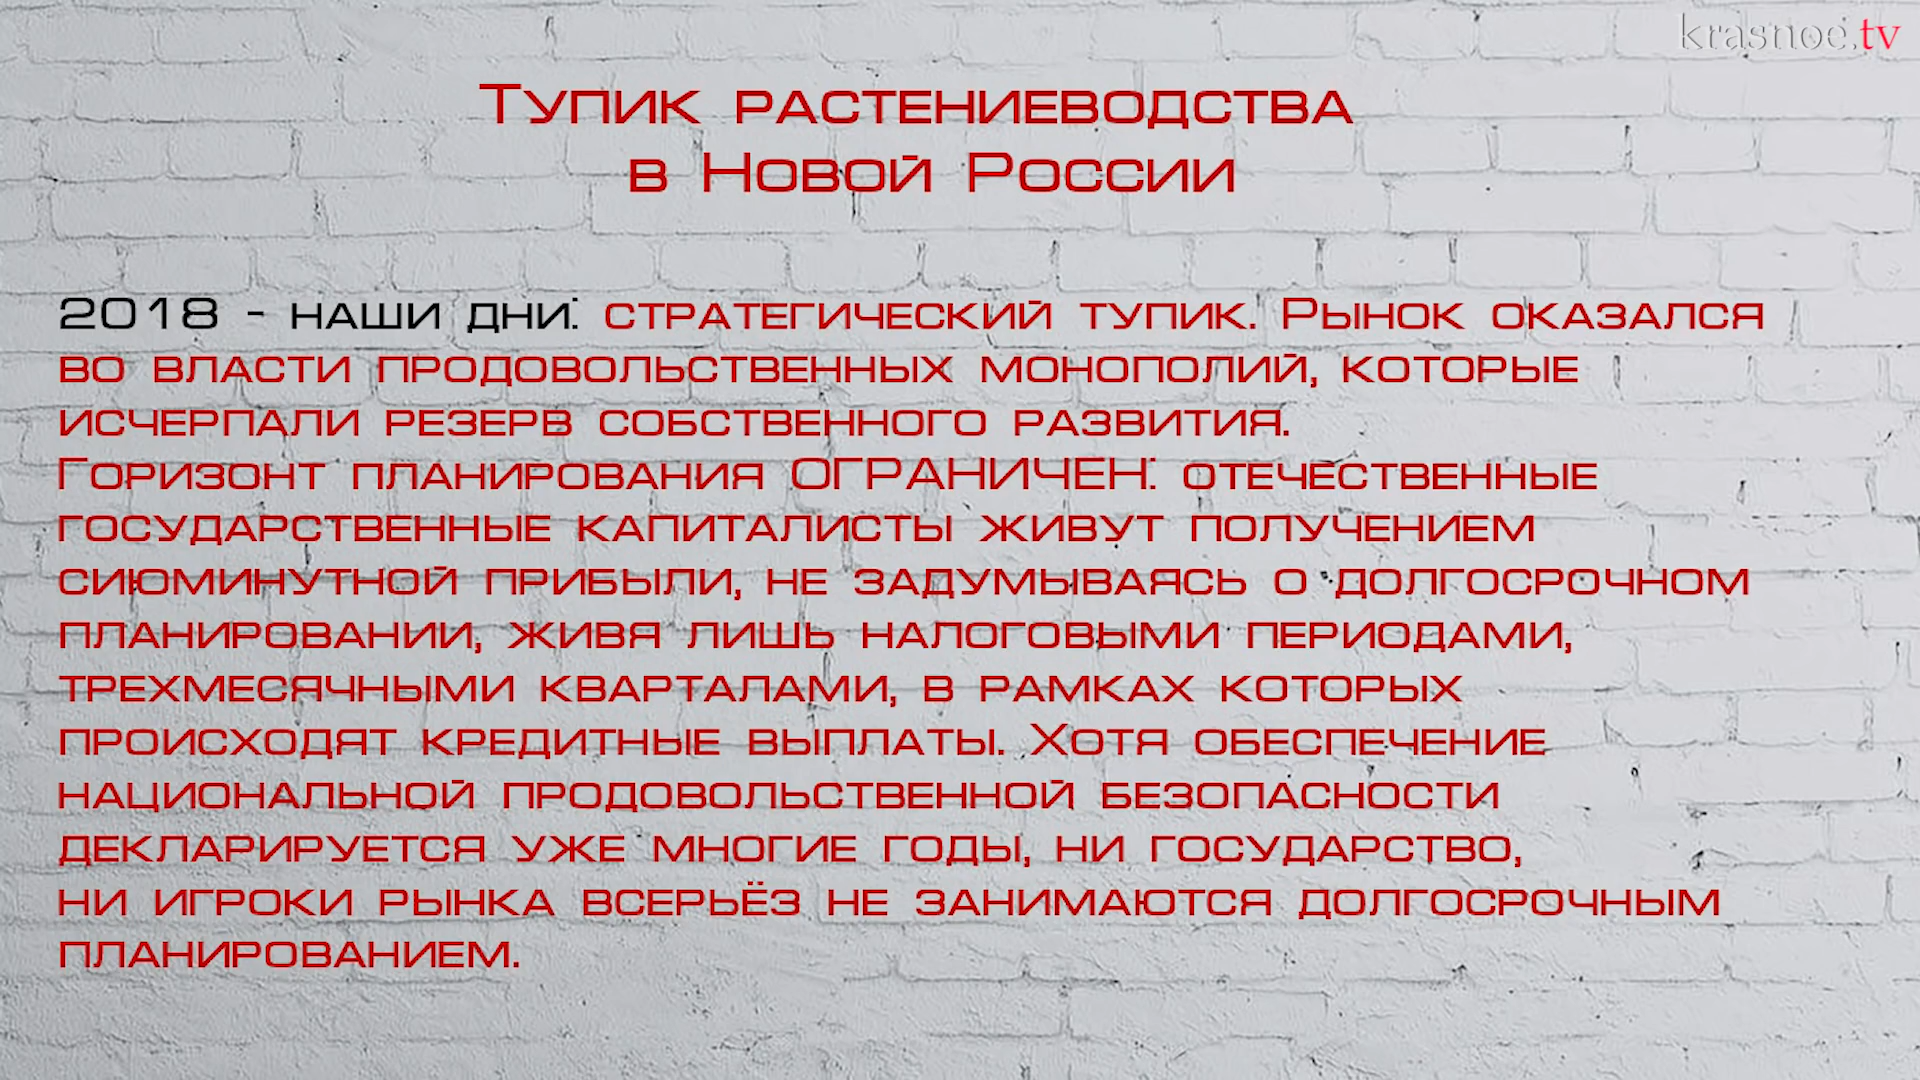 krasnoe.tv
Тупик растениеводства
в Новой России
2018 - наши дни: стратегический тупик. Рынок оказался
во власти продовольственных монополий, которые
исчерпали резерв собственного развития.
Горизонт планирования ОГРАНИЧЕН: отечественные
государственные капиталисты живут получением
сиюминутной прибыли, не задумываясь о долгосрочном
планировании, живя лишь налоговыми периодами,
трехмесячными кварталами, в рамках которых
происходят кредитные выплаты. Хотя обеспечение
национальной продовольственной безопасности
декларируется уже многие годы, ни государство,
ни игроки рынка всерьёз не занимаются долгосрочным
планированием.